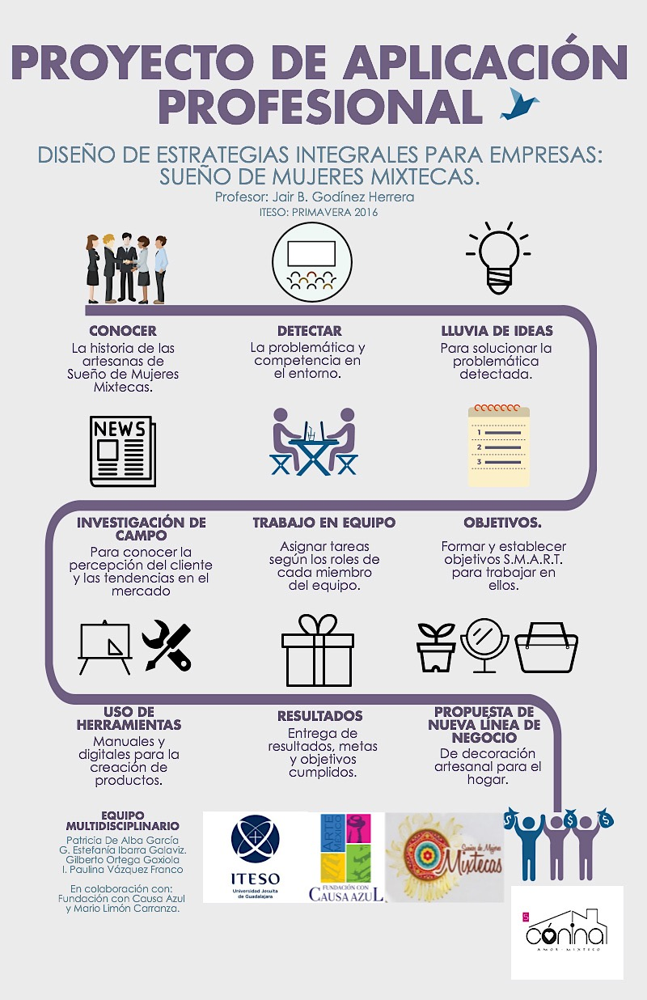 PROYECTO DE APLICACIÓN
PROFESIONAL
DISEÑO DE ESTRATEGIAS INTEGRALES PARA EMPRESAS:
SUEÑO DE MUJERES MIXTECAS.
Profesor: Jair B. Godínez Herrera
ITESO: PRIMAVERA 2016
CONOCER
La historia de las
artesanas de
Sueño de Mujeres
Mixtecas.
DETECTAR
La problemática y
competencia en
el entorno.
LLUVIA DE IDEAS
Para solucionar la
problemática
detectada.
NEWS
1
2
3
INVESTIGACIÓN DE
CAMPO
Para conocer la
percepción del cliente
y las tendencias en el
mercado
TRABAJO EN EQUIPO
Asignar tareas
según los roles de
cada miembro
del equipo.
OBJETIVOS.
Formar y establecer
objetivos S.M.A.R.T.
para trabajar en
ellos.
USO DE
HERRAMIENTAS
Manuales y
digitales para la
creación de
productos.
RESULTADOS
Entrega de
resultados, metas
y objetivos
cumplidos.
PROPUESTA DE
NUEVA LÍNEA DE
NEGOCIO
De decoración
artesanal para el
hogar.
EQUIPO
MULTIDISCIPLINARIO
Patricia De Alba García
G. Estefanía Ibarra Galaviz.
Gilberto Ortega Gaxiola
I. Paulina Vázquez Franco
En colaboración con:
Fundación con Causa Azul
y Mario Limón Carranza.
ITESO
Universidad Jesuita
de Guadalajara
ARTE
MÉXICO
FUNDACIÓN CON
CAUSA AZUL
Sueños de Mujeres
Mixtecas
$ $ $
5
cónina
AMOR · MIXTECO